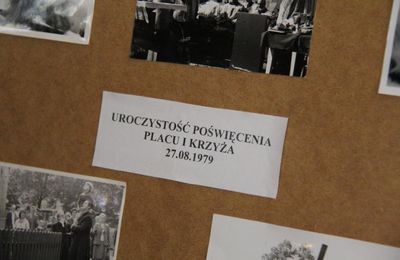 UROCZYSTOŚĆ POŚWIĘCENIA
PLACU I KRZYŻA
27.08.1979